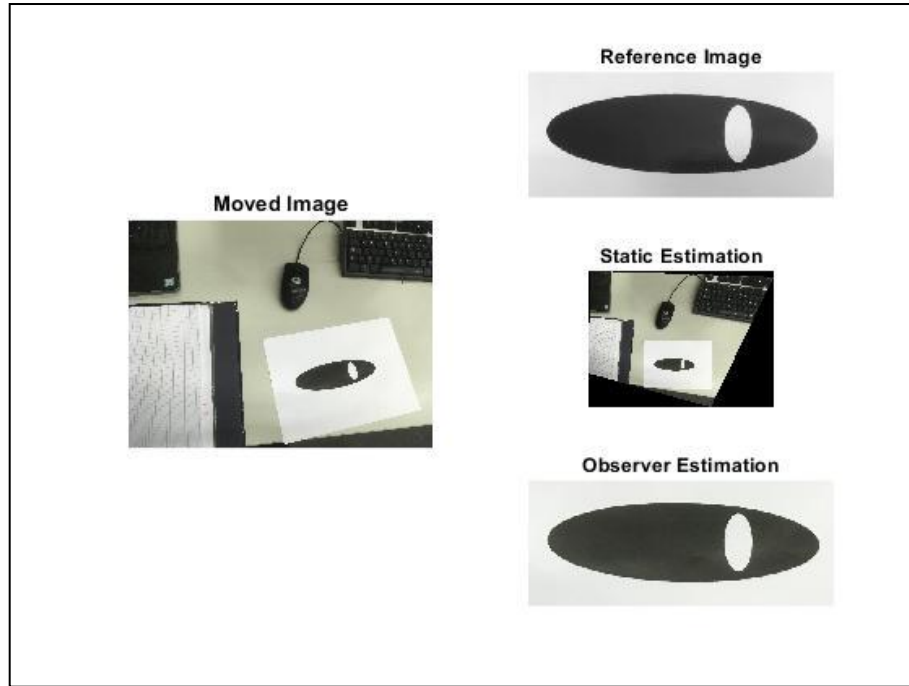 Reference Image
Moved Image
Static Estimation
Observer Estimation